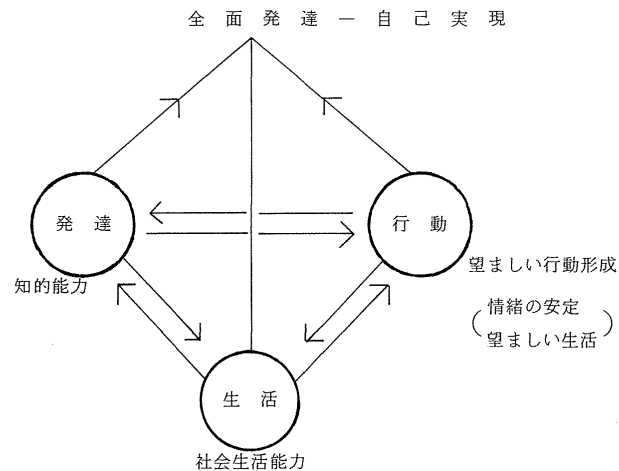 全面発達―自己実現
発達
行動
知的能力
望ましい行動形成
(情緒の安定
望ましい生活)
生活
社会生活能力